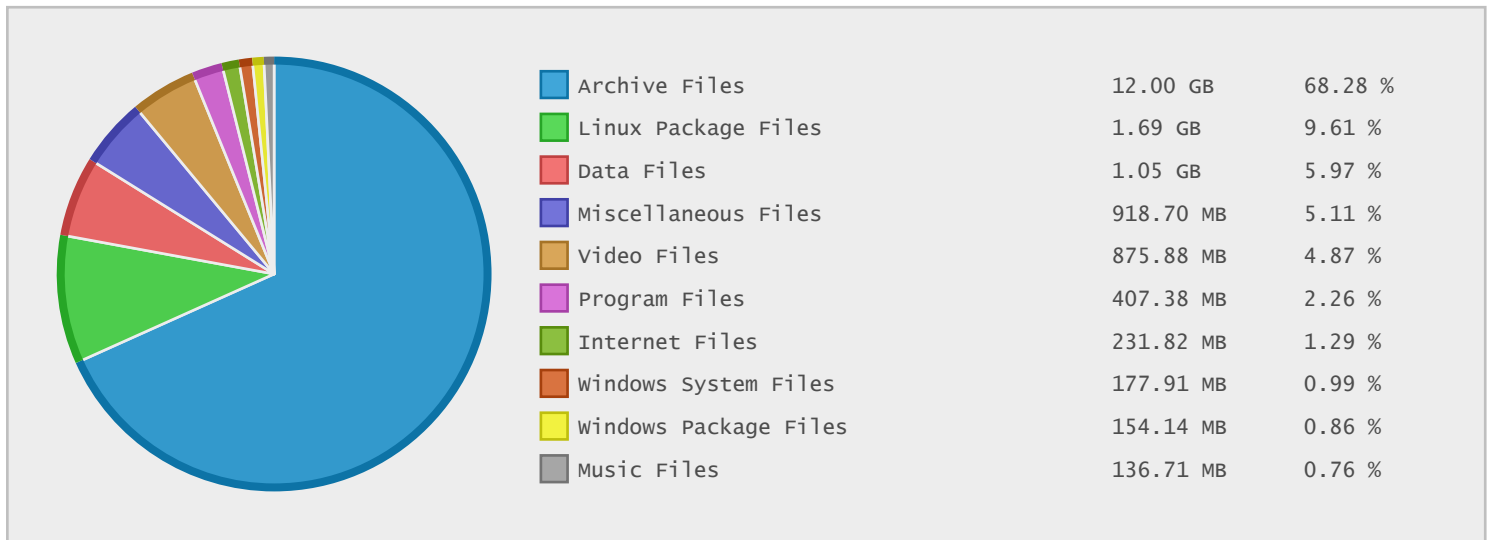 Archive Files 12.00 GB 68.28 %
Linux Package Files 1.69 GB 9.61 %
Data Files 1.05 GB 5.97 %
Miscellaneous Files 918.70 MB 5.11 %
Video Files 875.88 MB 4.87 %
Program Files 407.38 MB 2.26 %
Internet Files 231.82 MB 1.29 %
Windows System Files 177.91 MB 0.99 %
Windows Package Files 154.14 MB 0.86 %
Music Files 136.71 MB 0.76 %